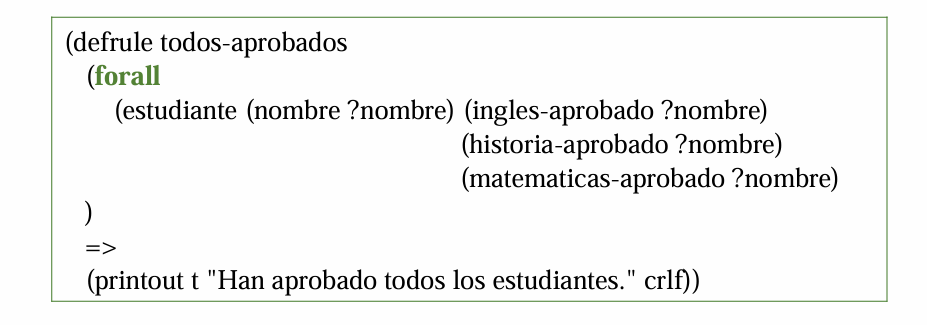 (defrule todos-aprobados
(forall
(estudiante (nombre ?nombre) (ingles-aprobado ?nombre)
(historia-aprobado ?nombre)
(matematicas-aprobado ?nombre)
)
=>
(printout t "Han aprobado todos los estudiantes." crlf))